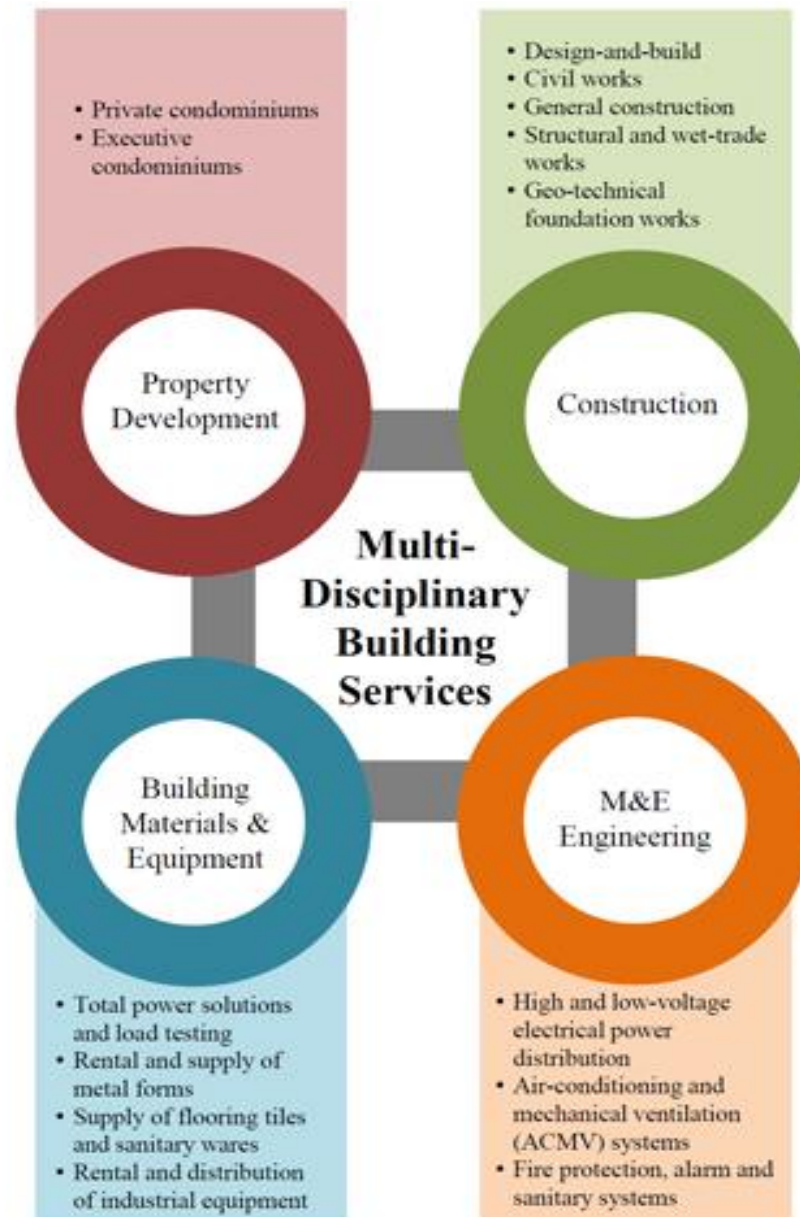 • Private condominiums
• Executive
condominiums
• Design-and-build
• Civil works
• General construction
• Structural and wet-trade
works
• Geo-technical
foundation works
Property
Development
Construction
Multi-
Disciplinary
Building
Services
Building
Materials &
Equipment
M&E
Engineering
• Total power solutions
and load testing
• Rental and supply of
metal forms
• Supply of flooring tiles
and sanitary wares
• Rental and distribution
of industrial equipment
• High and low-voltage
electrical power
distribution
• Air-conditioning and
mechanical ventilation
(ACMV) systems
• Fire protection, alarm and
sanitary systems